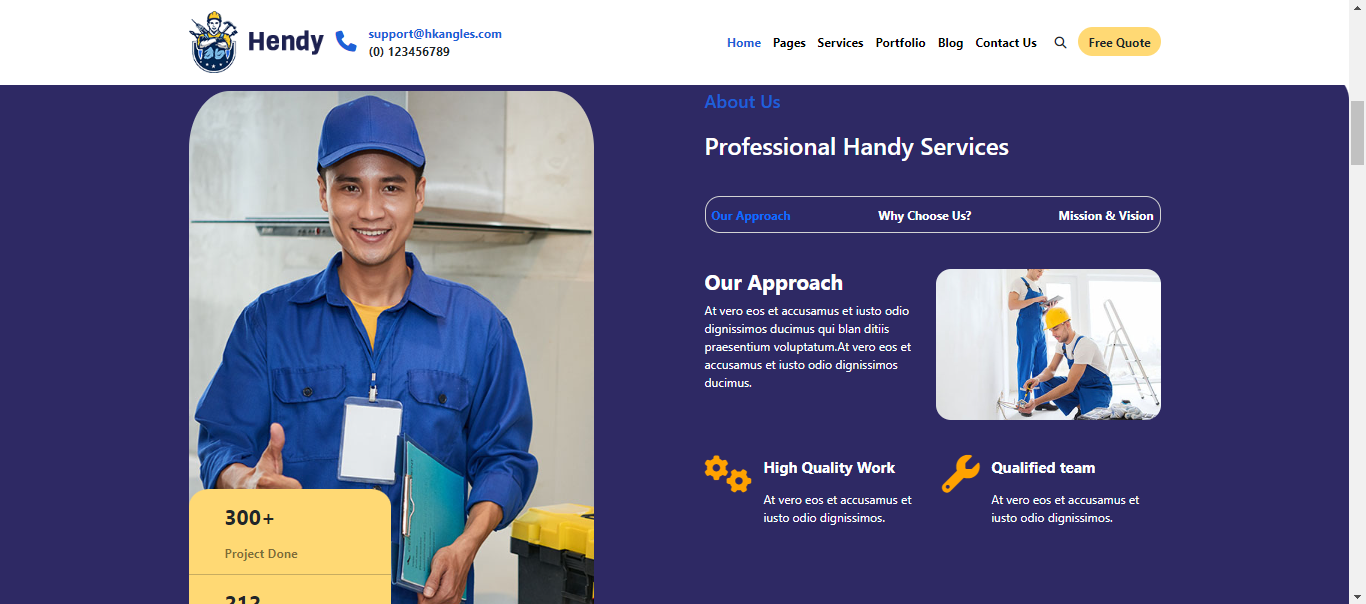 Hendy
support@hkangles.com
(0) 123456789
Home Pages Services Portfolio Blog Contact Us Free Quote
About Us
Professional Handy Services
Our Approach Why Choose Us? Mission & Vision
Our Approach
At vero eos et accusamus et iusto odio
dignissimos ducimus qui blan ditiis
praesentium voluptatum.At vero eos et
accusamus et iusto odio dignissimos
ducimus.
High Quality Work
At vero eos et accusamus et
iusto odio dignissimos.
Qualified team
At vero eos et accusamus et
iusto odio dignissimos.
300+
Project Done
212